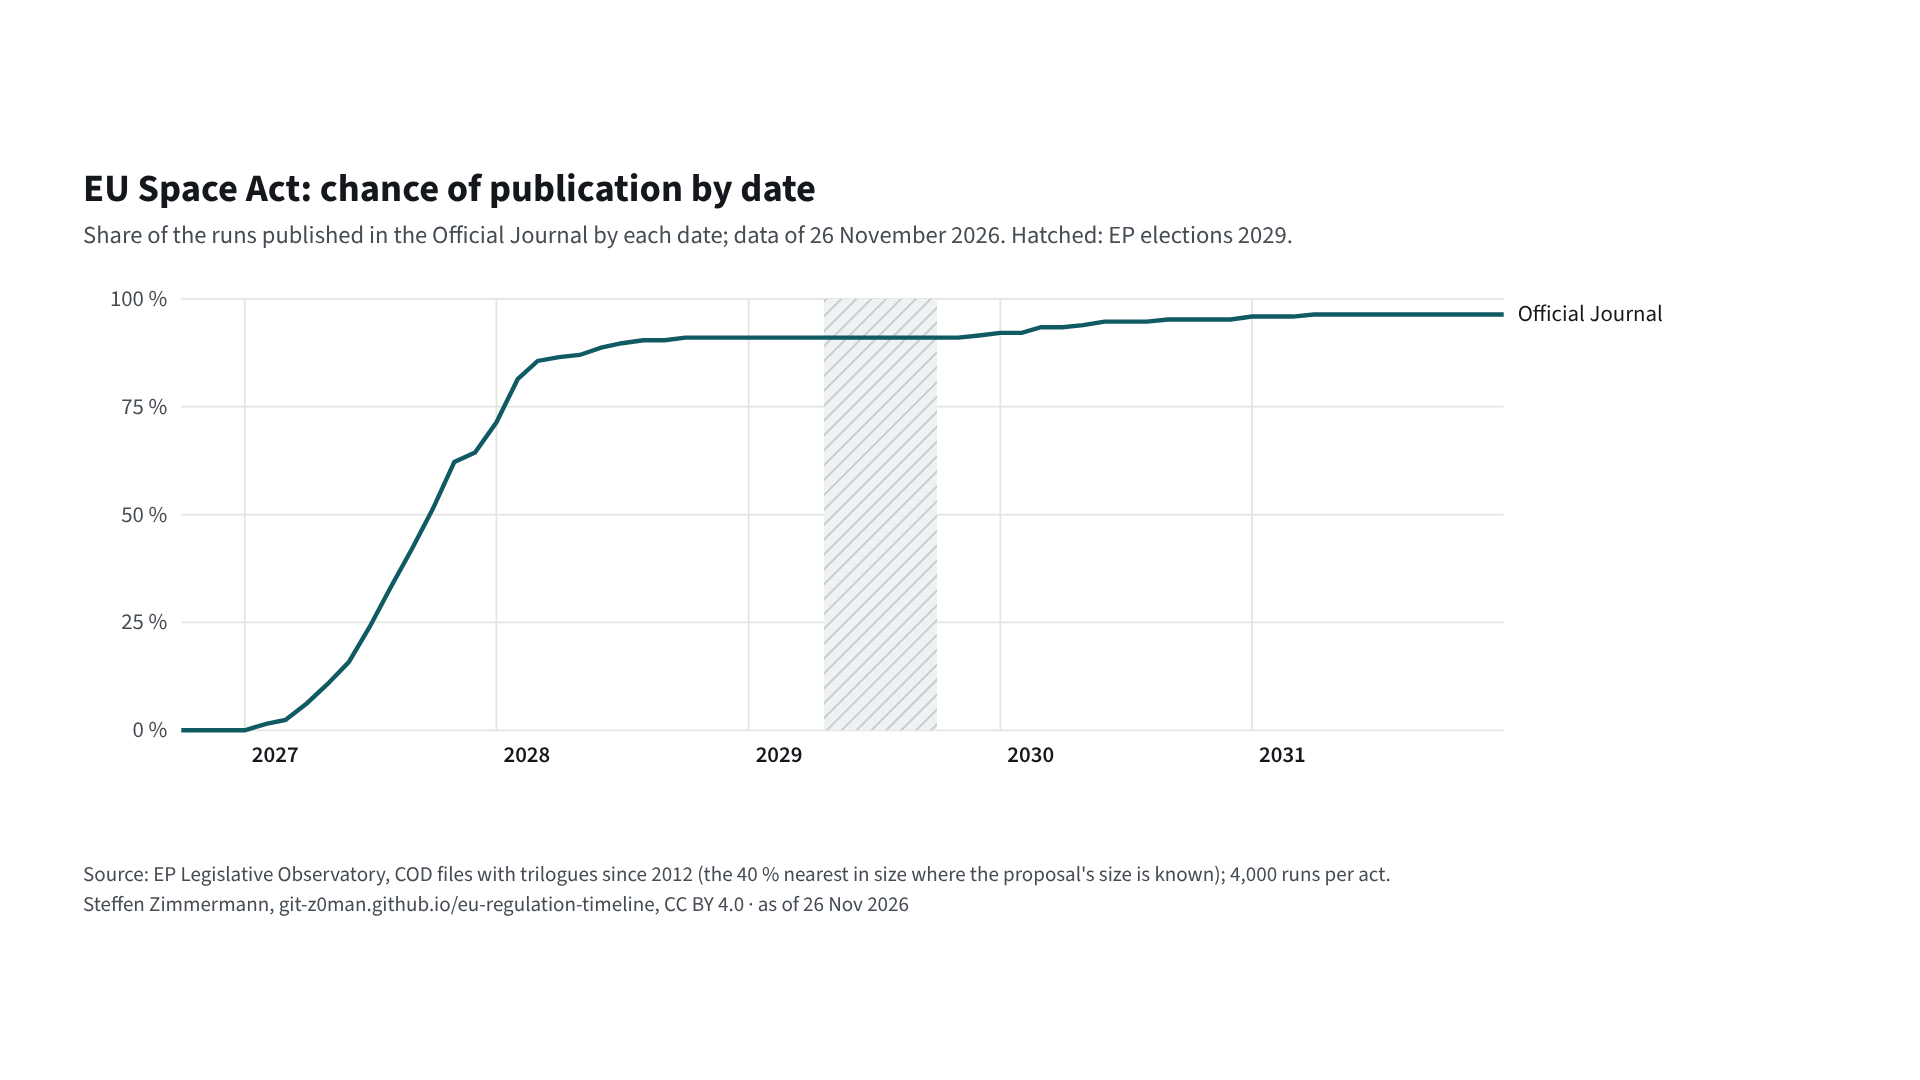 EU Space Act: chance of publication by date
Share of the runs published in the Official Journal by each date; data of 26 November 2026. Hatched: EP elections 2029.
100 %
Official Journal
75 %
50 %
25 %
0 %
2027 2028 2029 2030 2031
Source: EP Legislative Observatory, COD files with trilogues since 2012 (the 40 % nearest in size where the proposal's size is known); 4,000 runs per act.
Steffen Zimmermann, git-z0man.github.io/eu-regulation-timeline, CC BY 4.0 · as of 26 Nov 2026